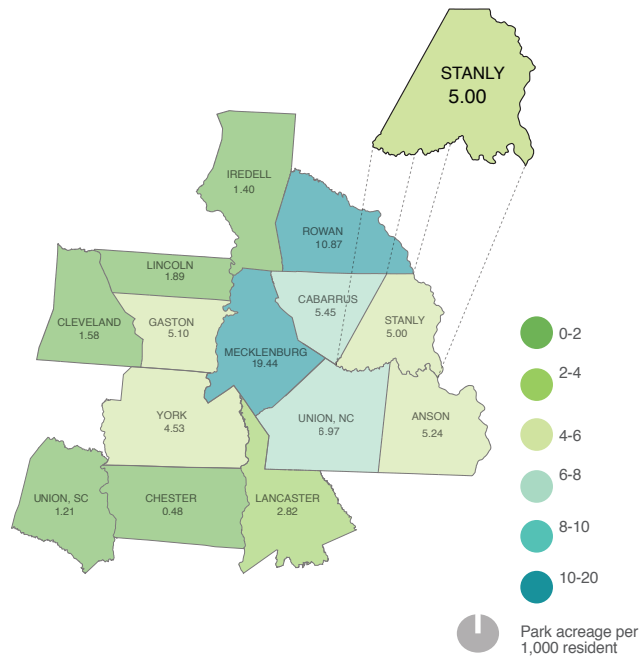 STANLY
5.00
IREDELL
1.40
ROWAN
10.87
LINCOLN
1.89
CABARRUS
5.45
STANLY
5.00
CLEVELAND
1.58
GASTON
5.10
MECKLENBURG
19.44
YORK
4.53
UNION, NC
6.97
ANSON
5.24
UNION, SC
1.21
CHESTER
0.48
LANCASTER
2.82
0-2
2-4
4-6
6-8
8-10
10-20
Park acreage per
1,000 resident